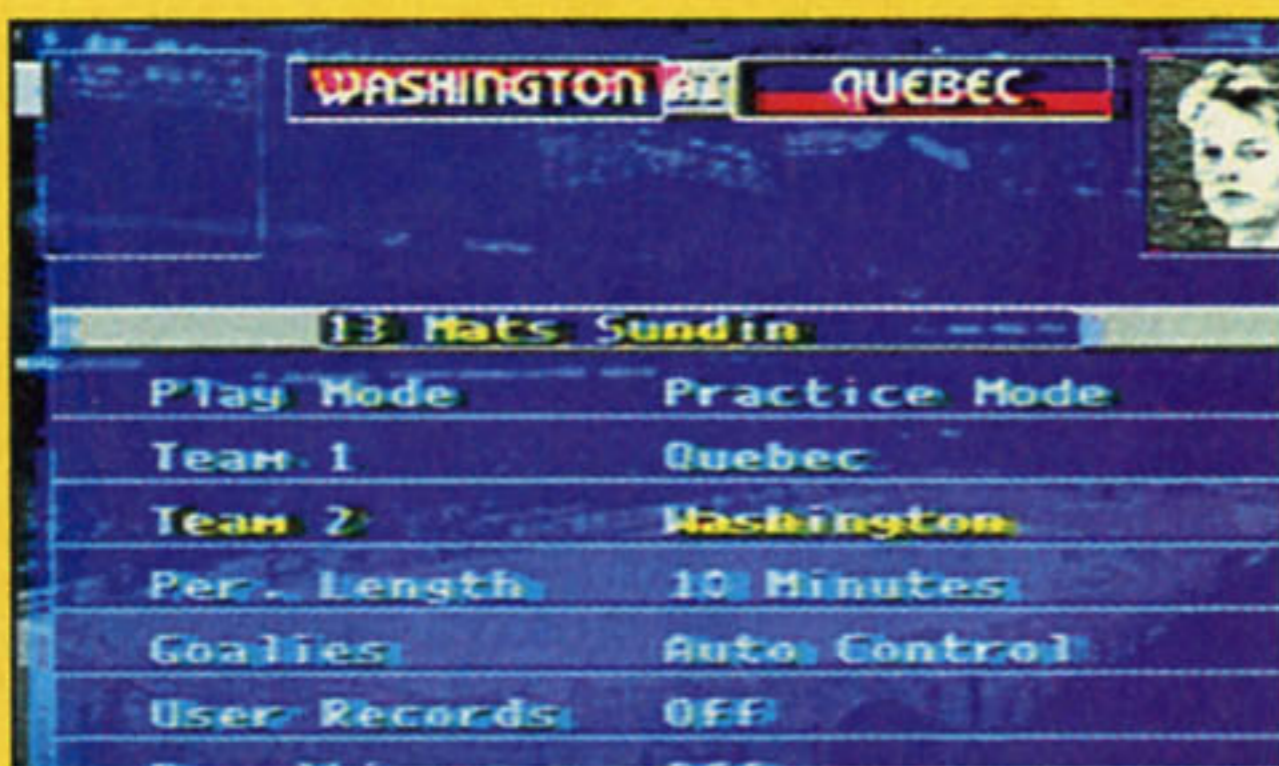 WASHINGTON AT QUEBEC
13 Mats Sundin
Play Mode Practice Mode
Team 1 Quebec
Team 2 Washington
Per. Length 10 Minutes
Goalies Auto Control
User Records Off